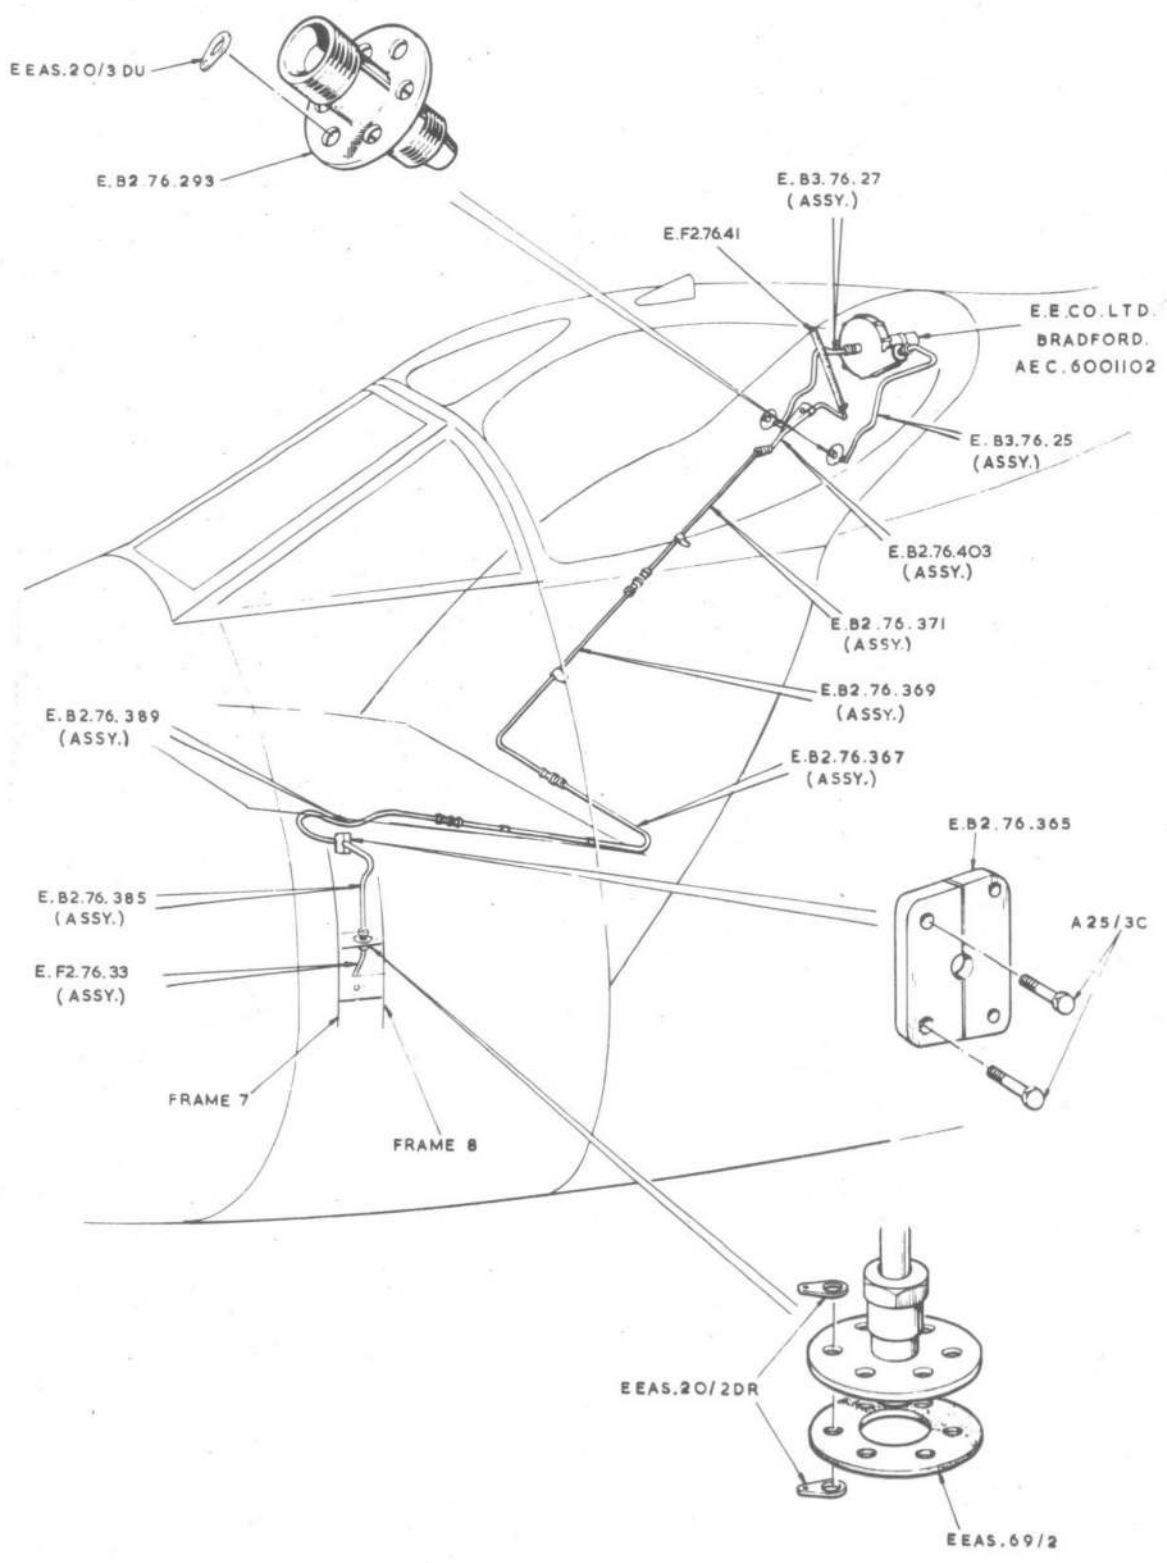 EEAS.20/3 DU
E.B2.76.293
E.B3.76.27
(ASSY.)
E.F2.76.41
E.E.CO.LTD.
BRADFORD.
AEC.6001102
E.B3.76.25
(ASSY.)
E.B2.76.403
(ASSY.)
E.B2.76.371
(ASSY.)
E.B2.76.369
(ASSY.)
E.B2.76.389
(ASSY.)
E.B2.76.367
(ASSY.)
E.B2.76.365
A25/3C
E.B2.76.385
(ASSY.)
E.F2.76.33
(ASSY.)
FRAME 7
FRAME 8
EEAS.20/2DR
EEAS.69/2